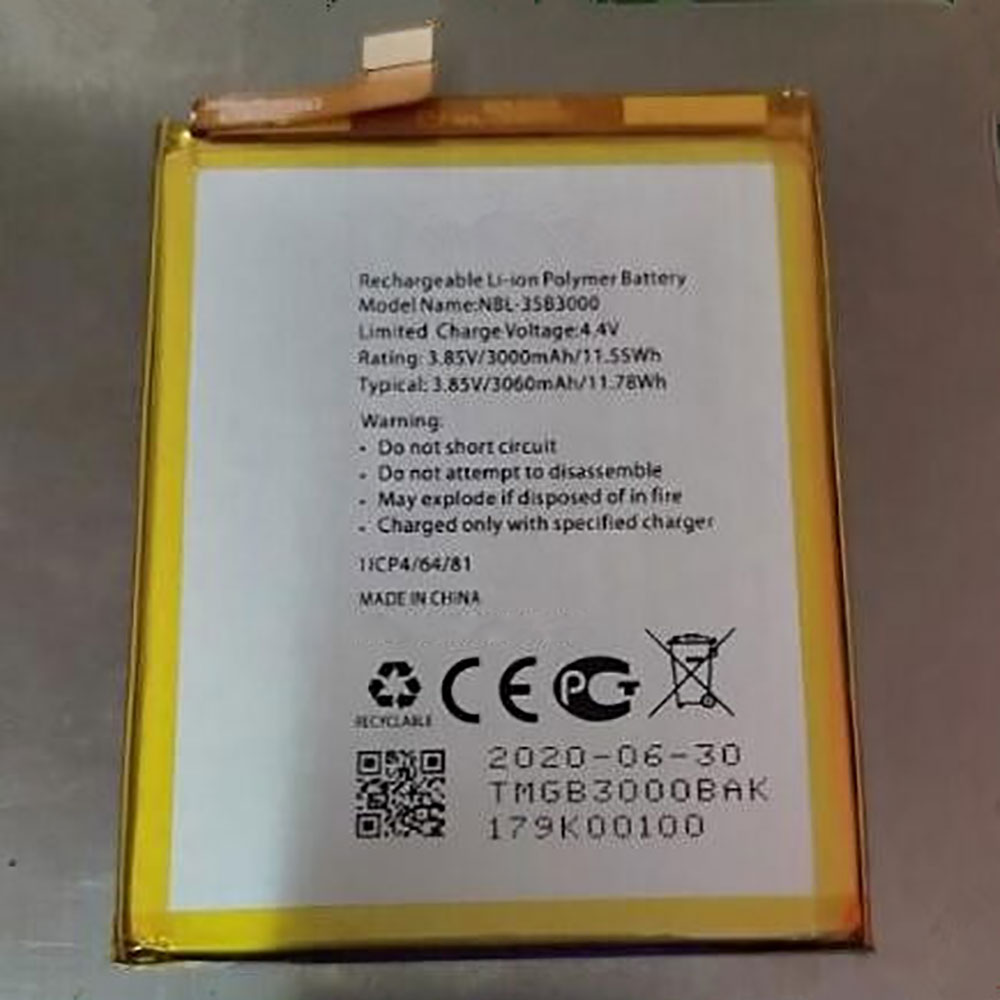 Rechargeable Li-ion Polymer Battery
Model Name:NBL-35B3000
Limited Charge Voltage:4.4V
Rating: 3.85V/3000mAh/11.55Wh
Typical: 3.85V/3060mAh/11.78Wh
Warning:
- Do not short circuit
- Do not attempt to disassemble
- May explode if disposed of in fire
- Charged only with specified charger
1ICP4/64/81
MADE IN CHINA
RECYCLABLE CE PCT
2020-06-30
TMGB3000BAK
179K00100